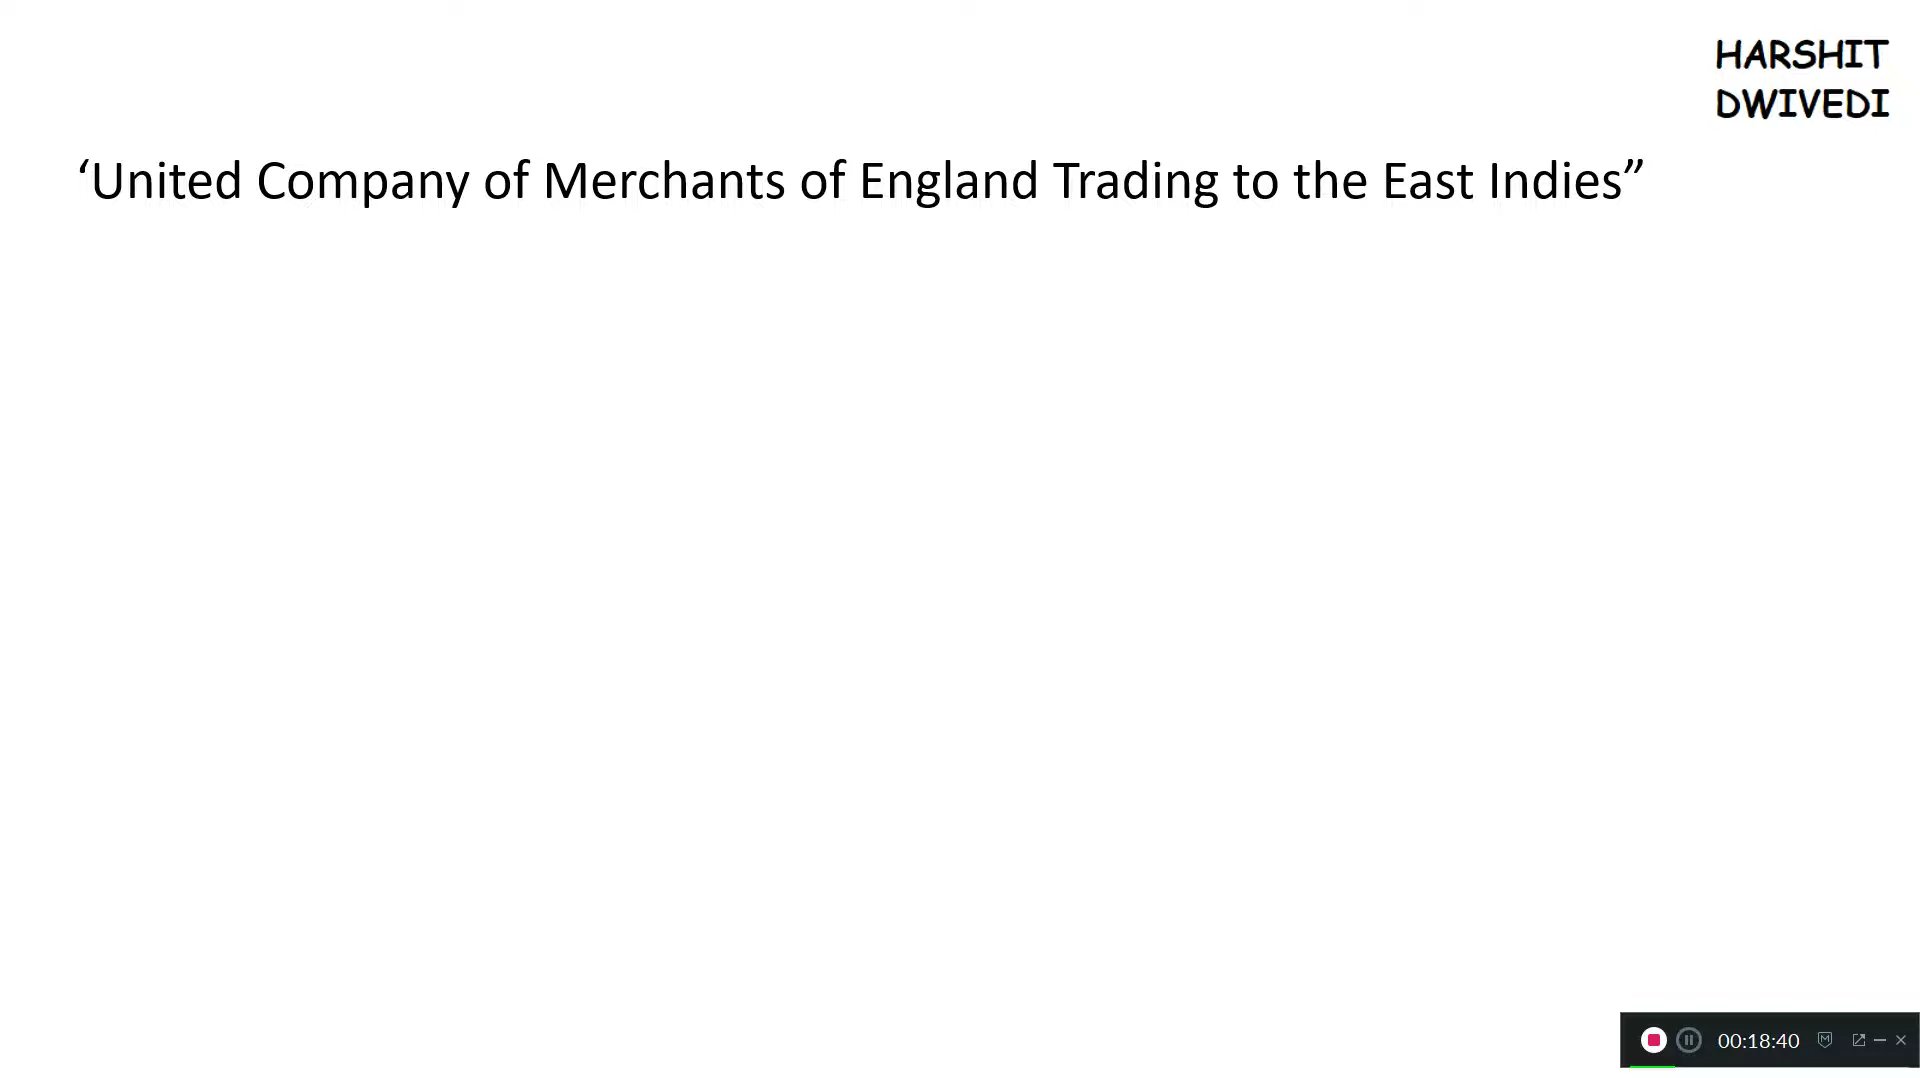 HARSHIT
DWIVEDI
‘United Company of Merchants of England Trading to the East Indies”
00:18:40